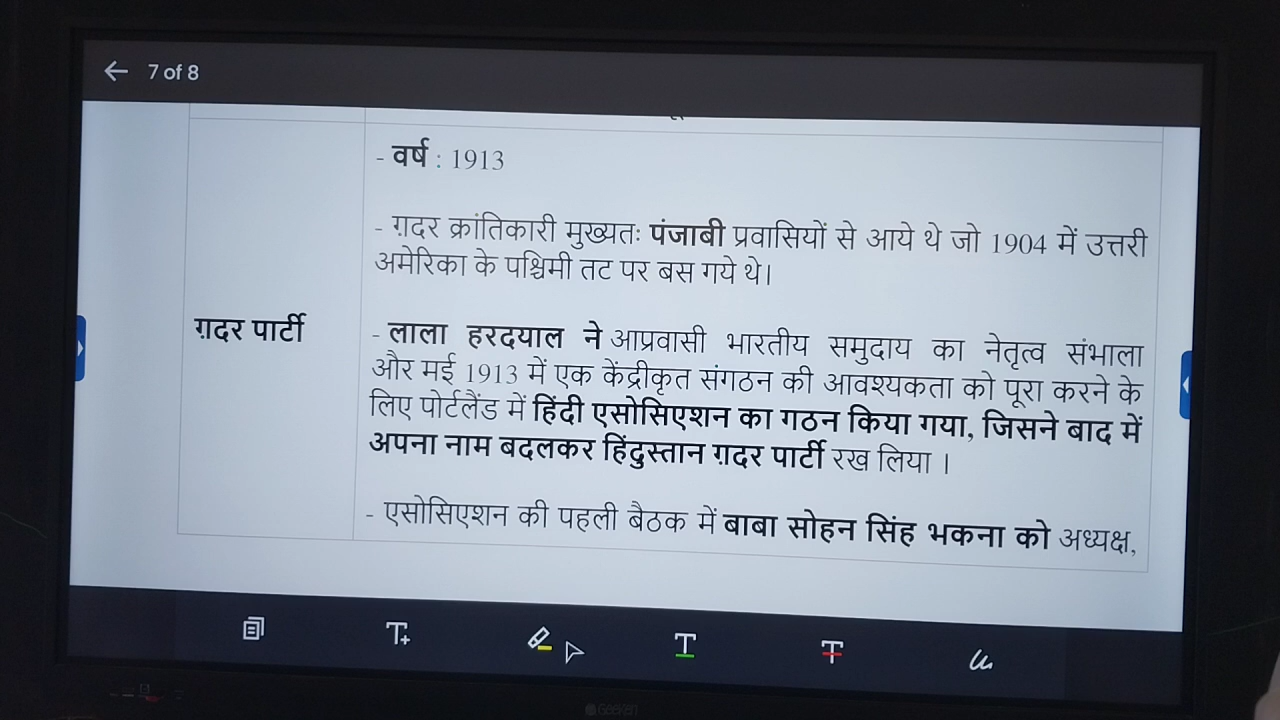 7 of 8
- वर्ष : 1913
- ग़दर क्रांतिकारी मुख्यतः पंजाबी प्रवासियों से आये थे जो 1904 में उत्तरी
अमेरिका के पश्चिमी तट पर बस गये थे।
ग़दर पार्टी
- लाला हरदयाल ने आप्रवासी भारतीय समुदाय का नेतृत्व संभाला
और मई 1913 में एक केंद्रीकृत संगठन की आवश्यकता को पूरा करने के
लिए पोर्टलैंड में हिंदी एसोसिएशन का गठन किया गया, जिसने बाद में
अपना नाम बदलकर हिंदुस्तान ग़दर पार्टी रख लिया ।
- एसोसिएशन की पहली बैठक में बाबा सोहन सिंह भकना को अध्यक्ष,
Geeken